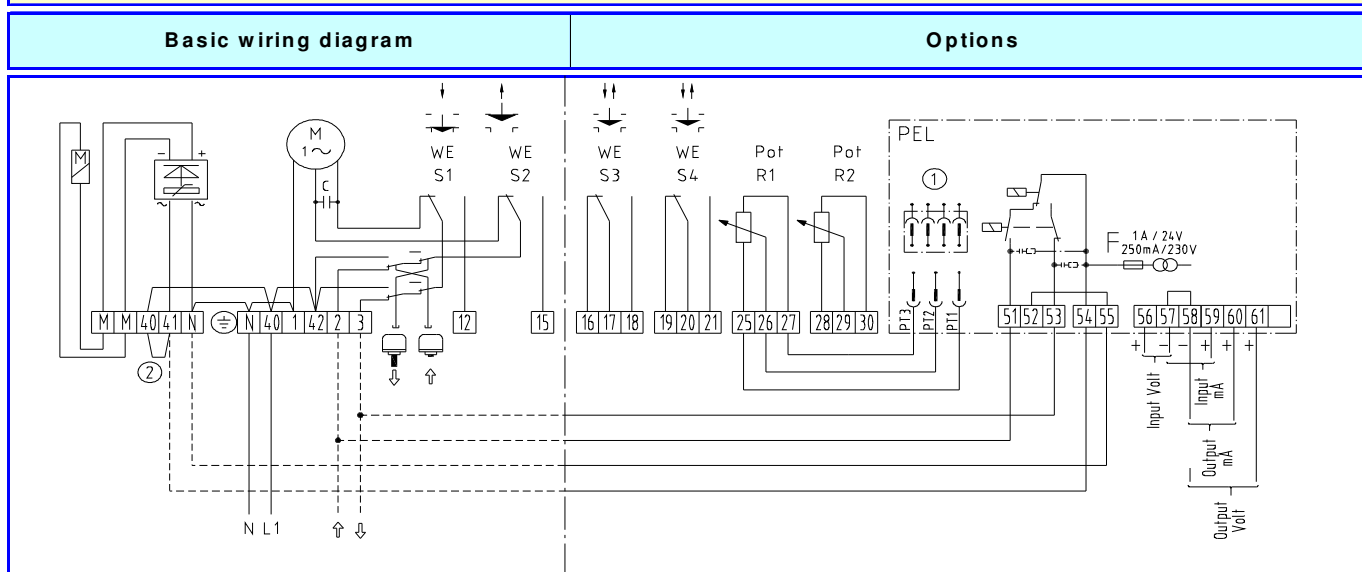 Basic wiring diagram
Options
M
- +
~ ~
M
1~
C
WE
S1
WE
S2
WE
S3
WE
S4
Pot
R1
Pot
R2
PEL
1
F 1A / 24V
250mA/230V
PT3 PT2 PT1
M M 40 41 N
N 40 1 42 2 3
12
15
16 17 18
19 20 21
25 26 27
28 29 30
51 52 53
54 55
56 57 58 59 60 61
+ - - + + +
2
Input Volt
Input
mA
Output
mA
Output
Volt
N L1